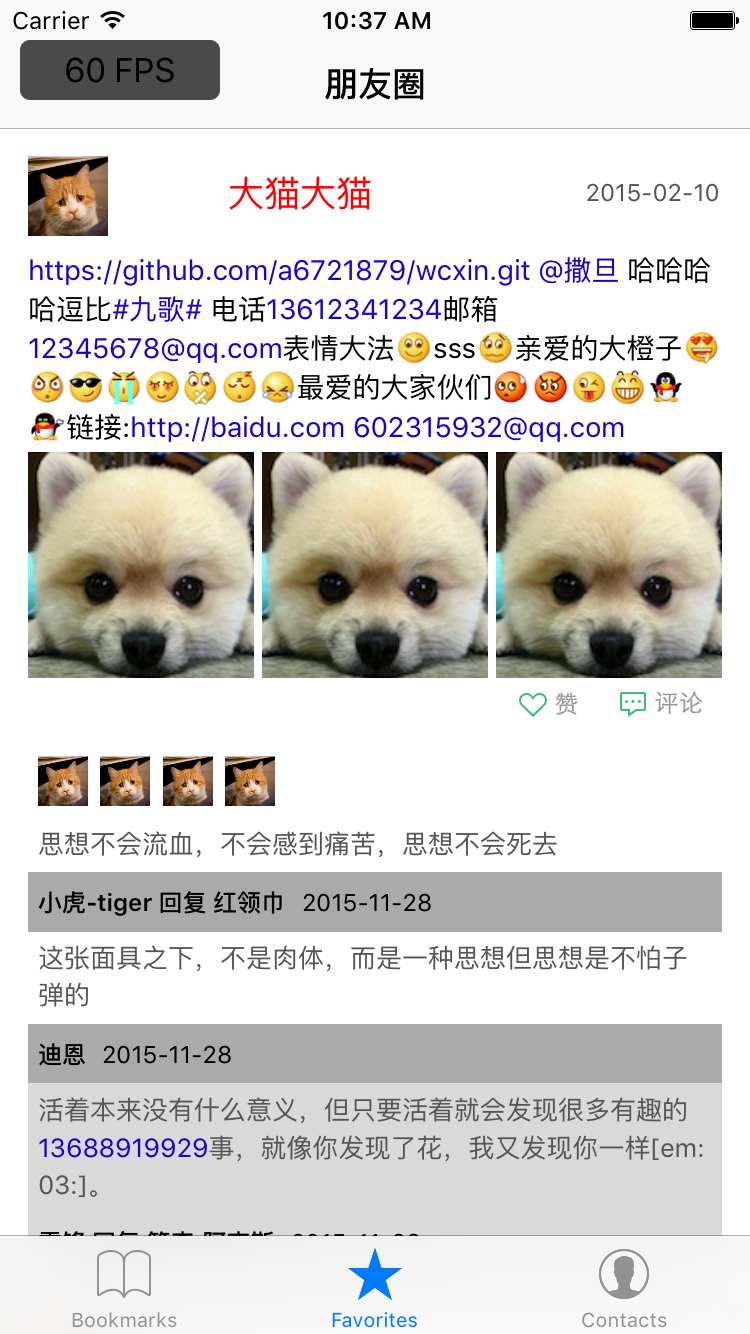 Carrier 10:37 AM
60 FPS
朋友圈
大猫大猫 2015-02-10
https://github.com/a6721879/wcxin.git @撒旦 哈哈哈
哈逗比#九歌# 电话13612341234邮箱
12345678@qq.com表情大法sss亲爱的大橙子
最爱的大家伙们
链接:http://baidu.com 602315932@qq.com
赞 评论
思想不会流血，不会感到痛苦，思想不会死去
小虎-tiger 回复 红领巾 2015-11-28
这张面具之下，不是肉体，而是一种思想但思想是不怕子
弹的
迪恩 2015-11-28
活着本来没有什么意义，但只要活着就会发现很多有趣的
13688919929事，就像你发现了花，我又发现你一样[em:
03:]。
Bookmarks Favorites Contacts